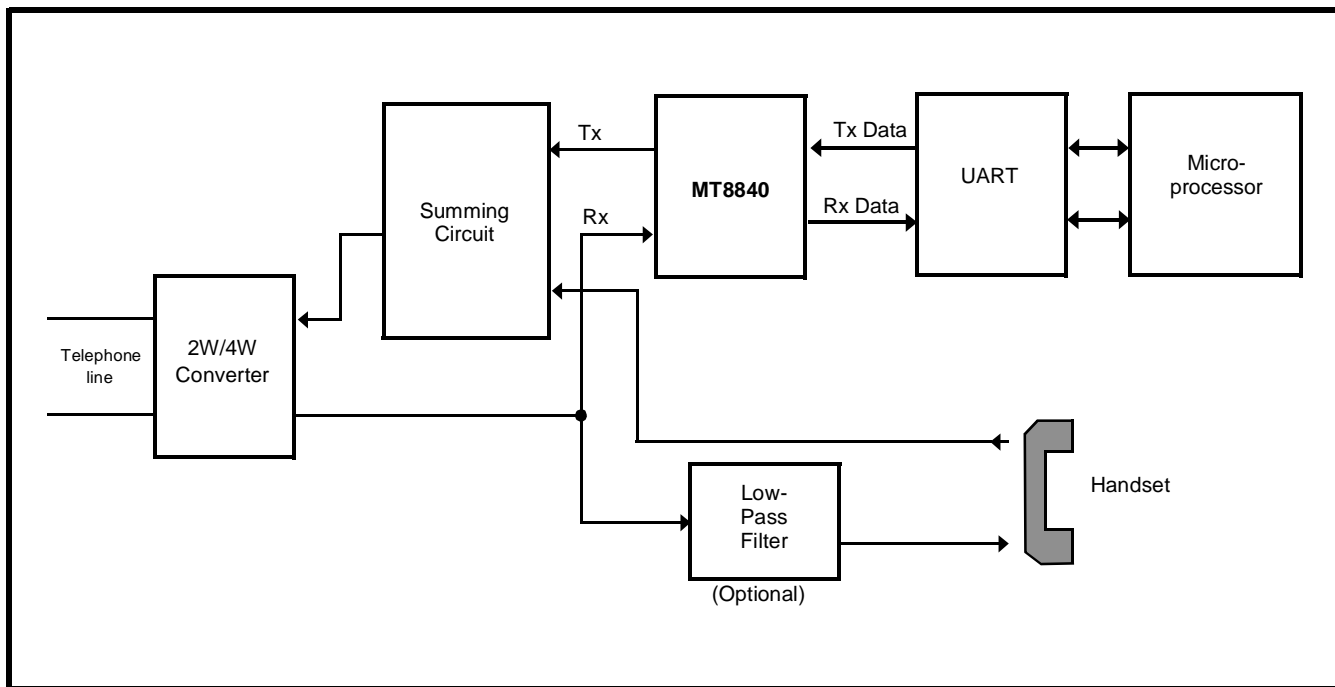 Tx
Tx Data
Rx Data
Rx
Summing
Circuit
MT8840
UART
Micro-
processor
Telephone
line
2W/4W
Converter
Low-
Pass
Filter
(Optional)
Handset